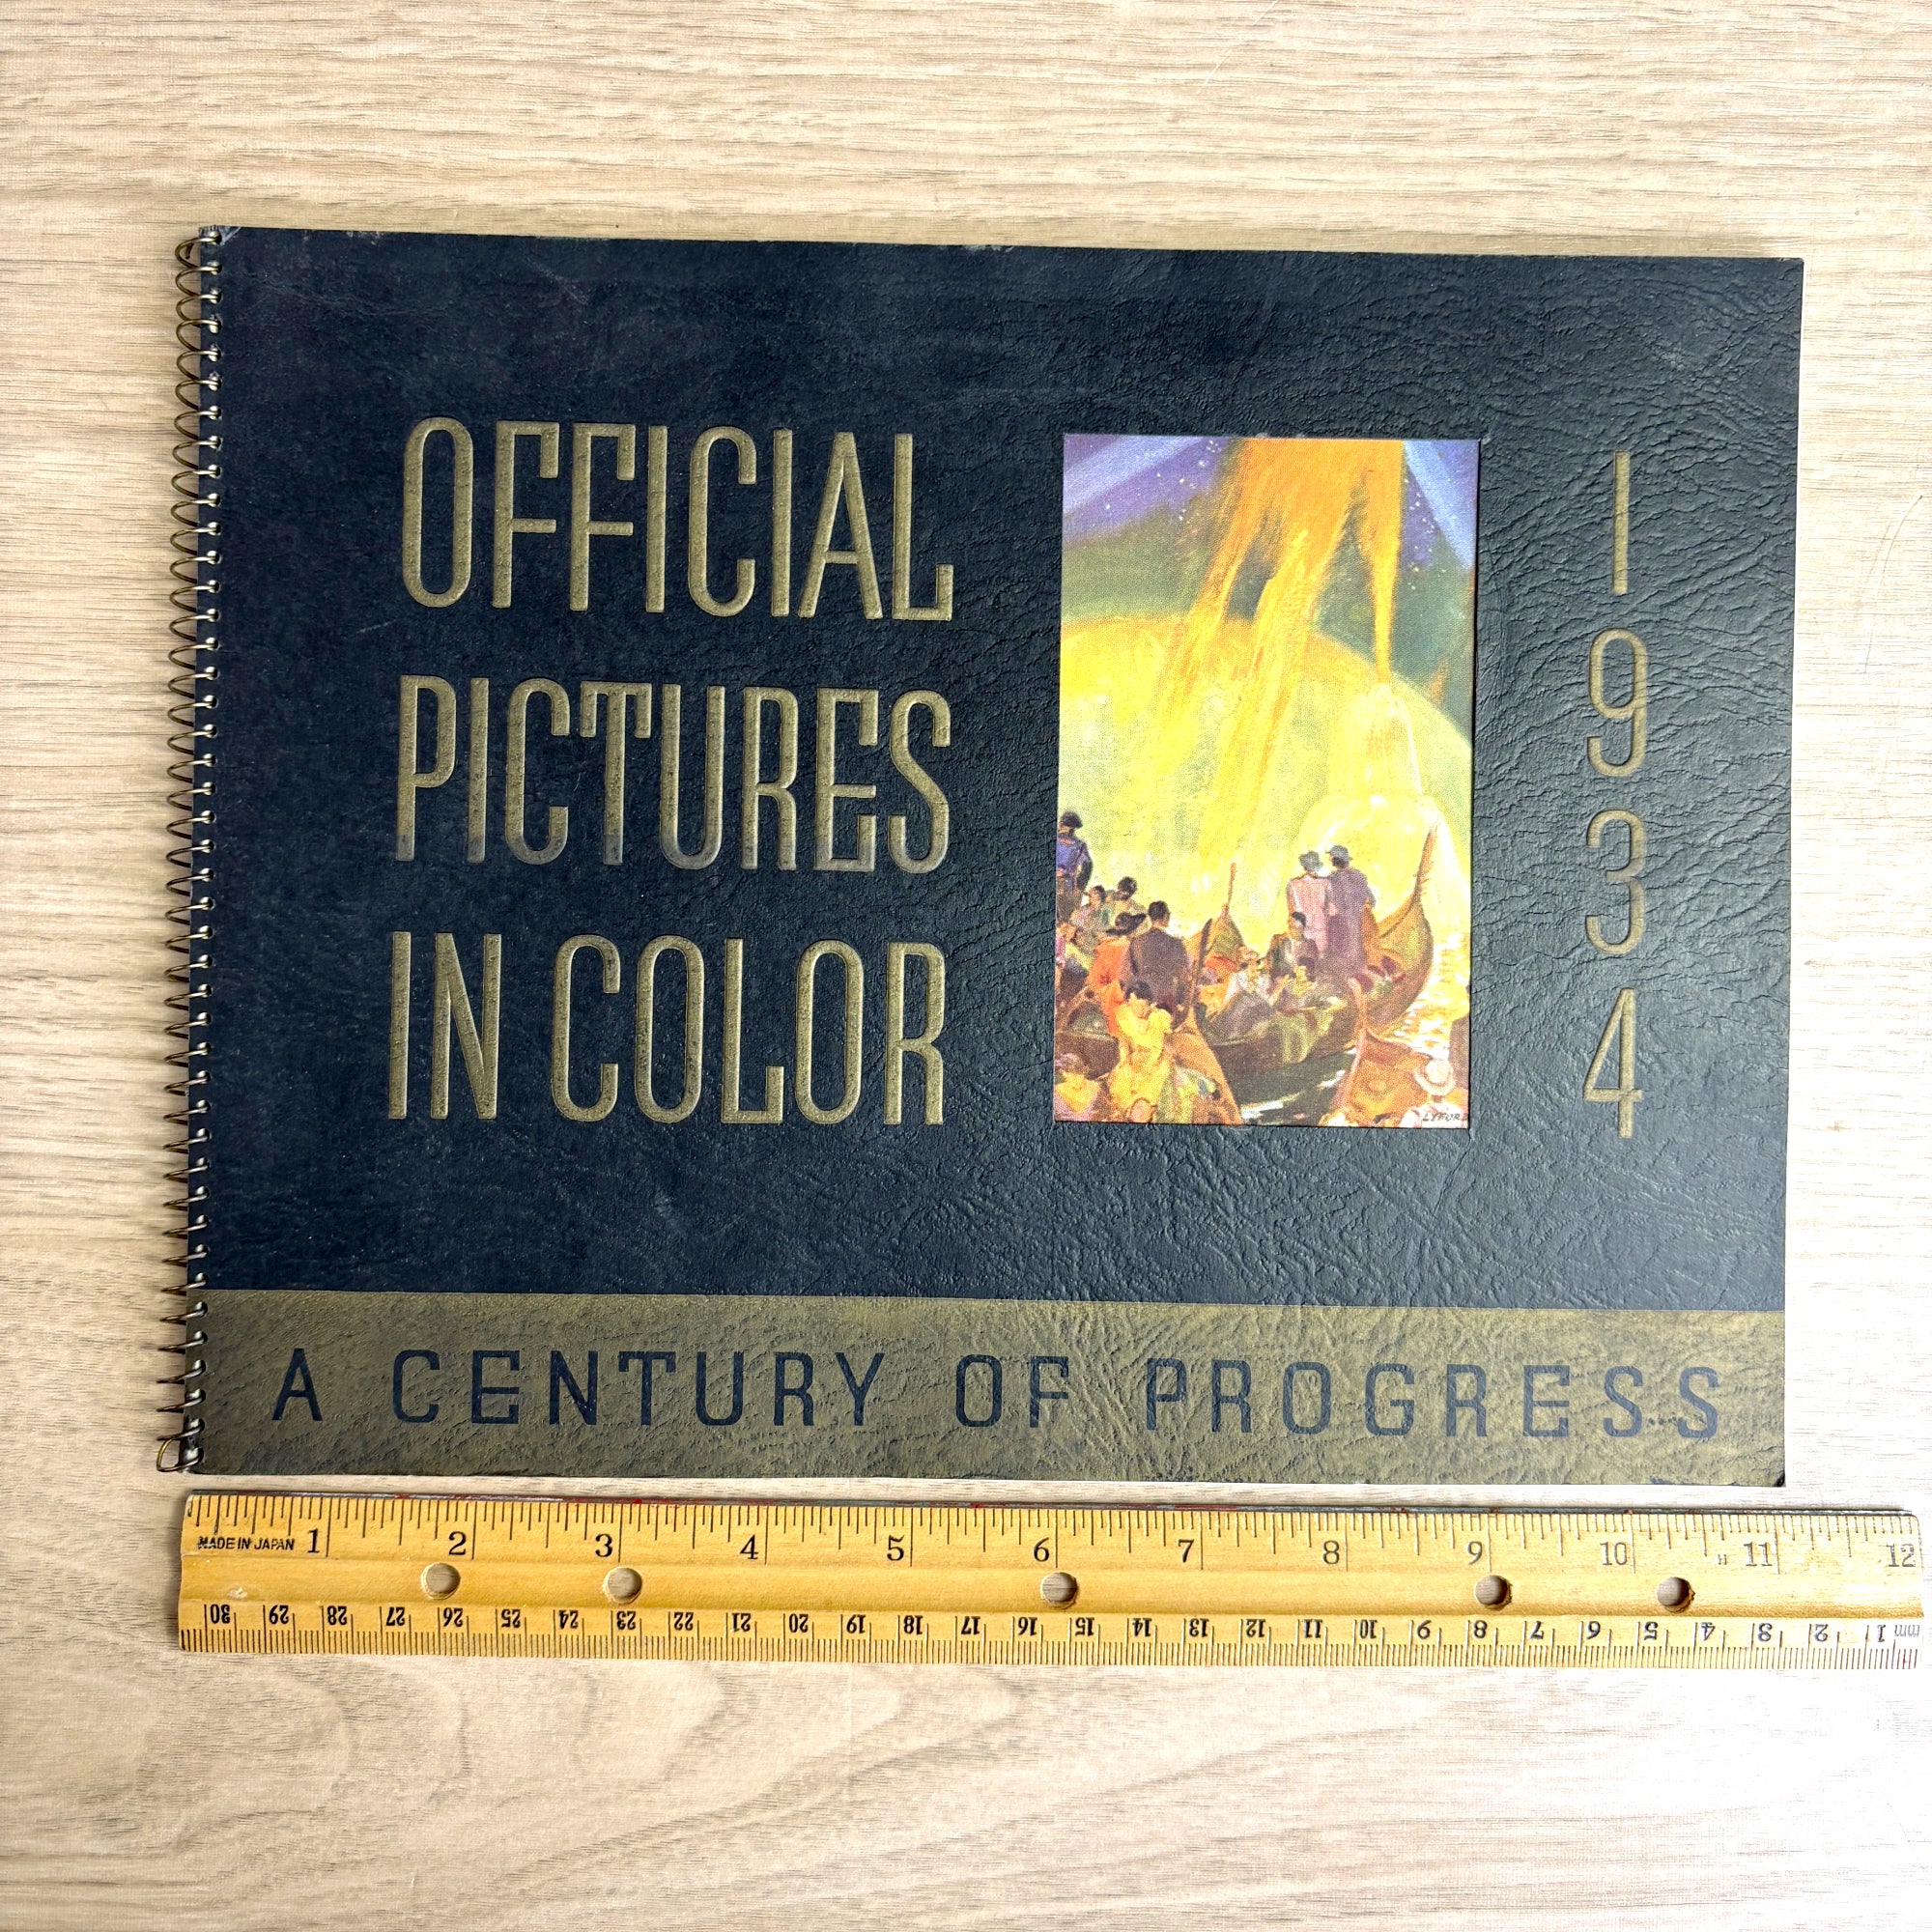 OFFICIAL
PICTURES
IN COLOR
1934
LYFORD
A CENTURY OF PROGRESS
MADE IN JAPAN 1 2 3 4 5 6 7 8 9 10 11 12
30 29 28 27 26 25 24 23 22 21 20 19 18 17 16 15 14 13 12 11 10 9 8 7 6 5 4 3 2 1 mm